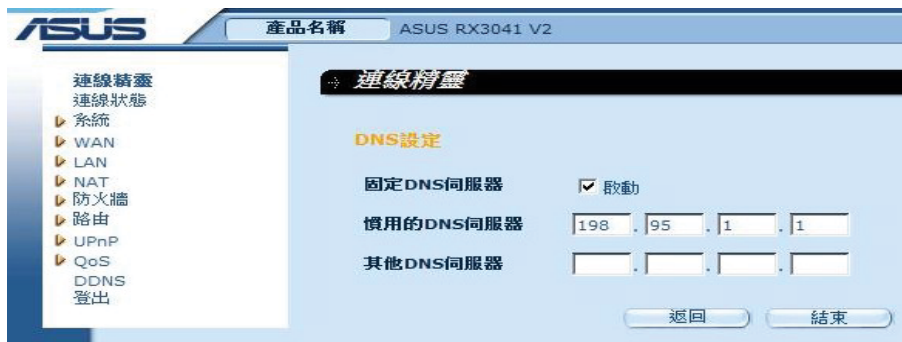 ASUS
產品名稱
ASUS RX3041 V2
連線精靈
連線狀態
系統
WAN
LAN
NAT
防火牆
路由
UPnP
QoS
DDNS
登出
連線精靈
DNS設定
固定DNS伺服器 啟動
慣用的DNS伺服器 198 . 95 . 1 . 1
其他DNS伺服器 . . .
返回 結束